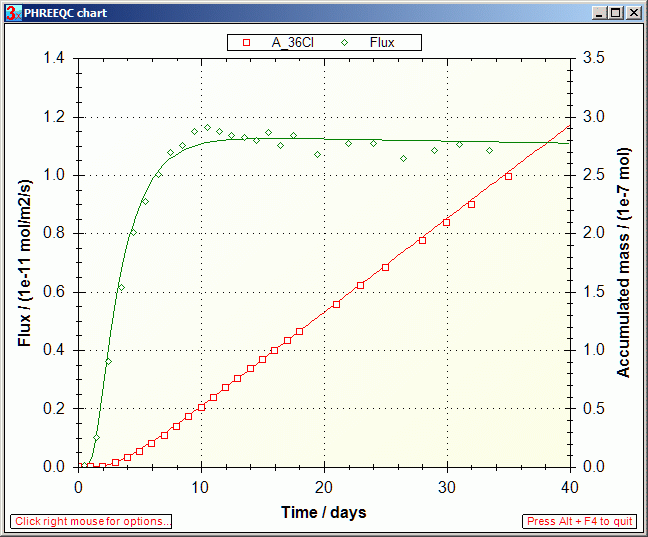 PHREEQC chart
A_36Cl Flux
1.4
1.2
1.0
0.8
0.6
0.4
0.2
0.0
Flux / (1e-11 mol/m2/s)
3.5
3.0
2.5
2.0
1.5
1.0
0.5
0.0
Accumulated mass / (1e-7 mol)
0 10 20 30 40
Time / days
Click right mouse for options...
Press Alt + F4 to quit